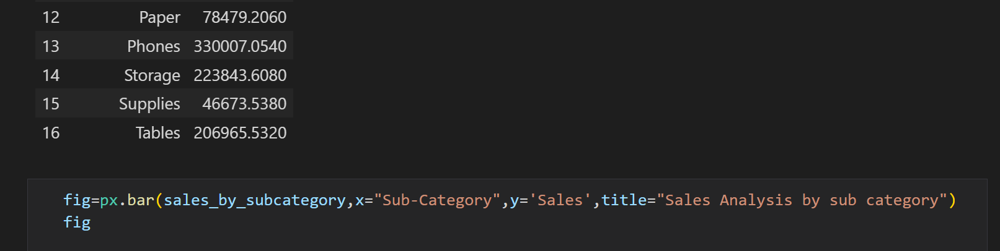 12 Paper 78479.2060
13 Phones 330007.0540
14 Storage 223843.6080
15 Supplies 46673.5380
16 Tables 206965.5320
fig=px.bar(sales_by_subcategory,x="Sub-Category",y='Sales',title="Sales Analysis by sub category")
fig